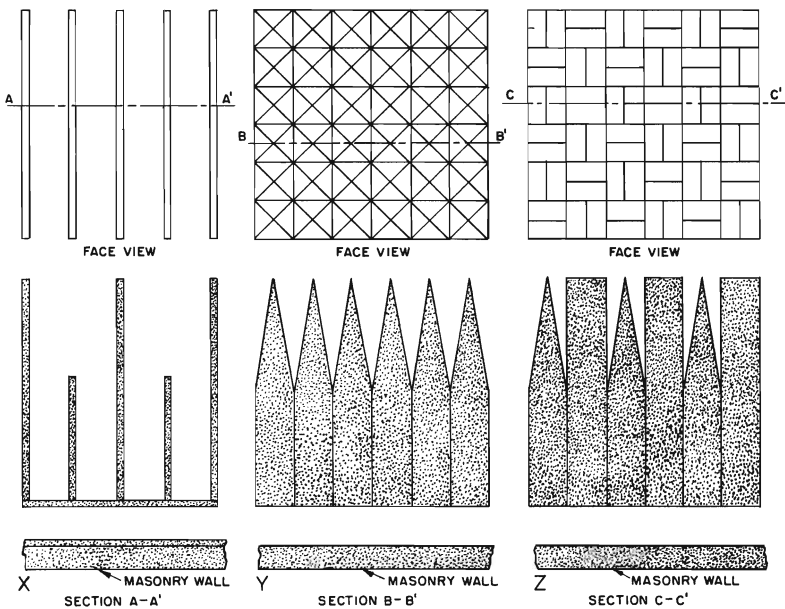 A A'
B B'
C C'
FACE VIEW FACE VIEW FACE VIEW
X MASONRY WALL Y MASONRY WALL Z MASONRY WALL
SECTION A-A' SECTION B-B' SECTION C-C'